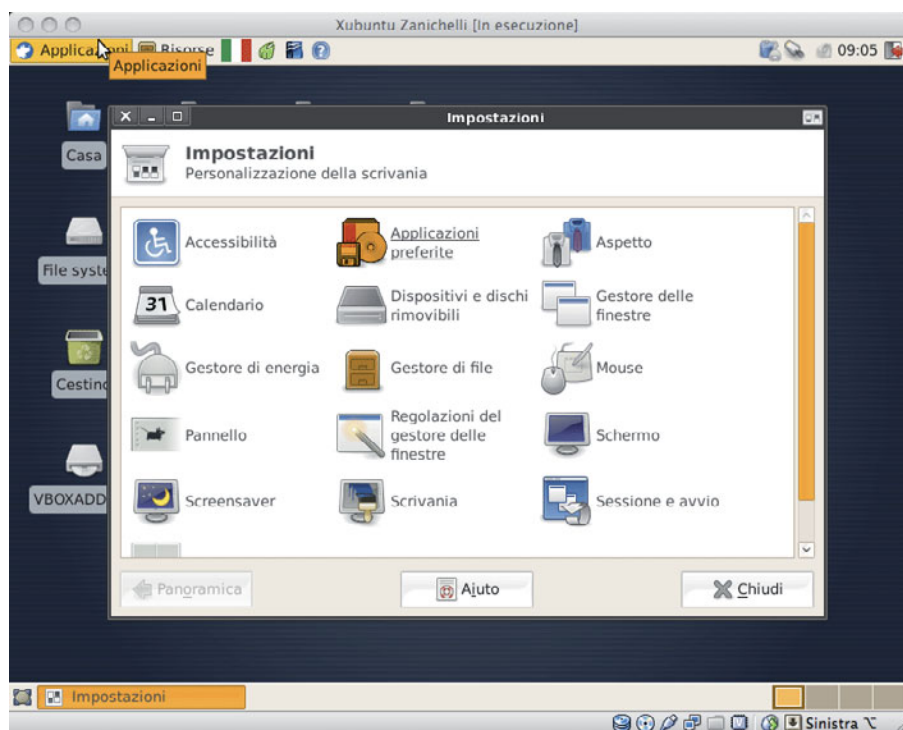 Xubuntu Zanichelli [In esecuzione]
Applicazioni Risorse
09:05
Applicazioni
Casa
File syste
Cestino
VBOXADD
Impostazioni
Impostazioni
Personalizzazione della scrivania
Accessibilità
Applicazioni
preferite
Aspetto
31
Calendario
Dispositivi e dischi
rimovibili
Gestore delle
finestre
Gestore di energia
Gestore di file
Mouse
Pannello
Regolazioni del
gestore delle
finestre
Schermo
Screensaver
Scrivania
Sessione e avvio
Panoramica
Aiuto
Chiudi
Impostazioni
Sinistra ⌥